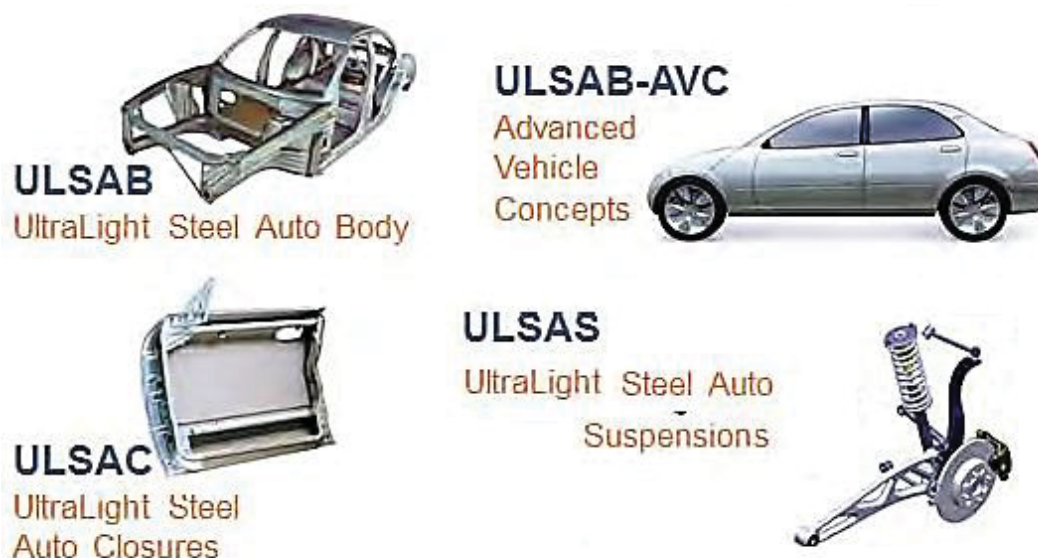 ULSAB
UltraLight Steel Auto Body
ULSAB-AVC
Advanced
Vehicle
Concepts
ULSAC
UltraLight Steel
Auto Closures
ULSAS
UltraLight Steel Auto
Suspensions